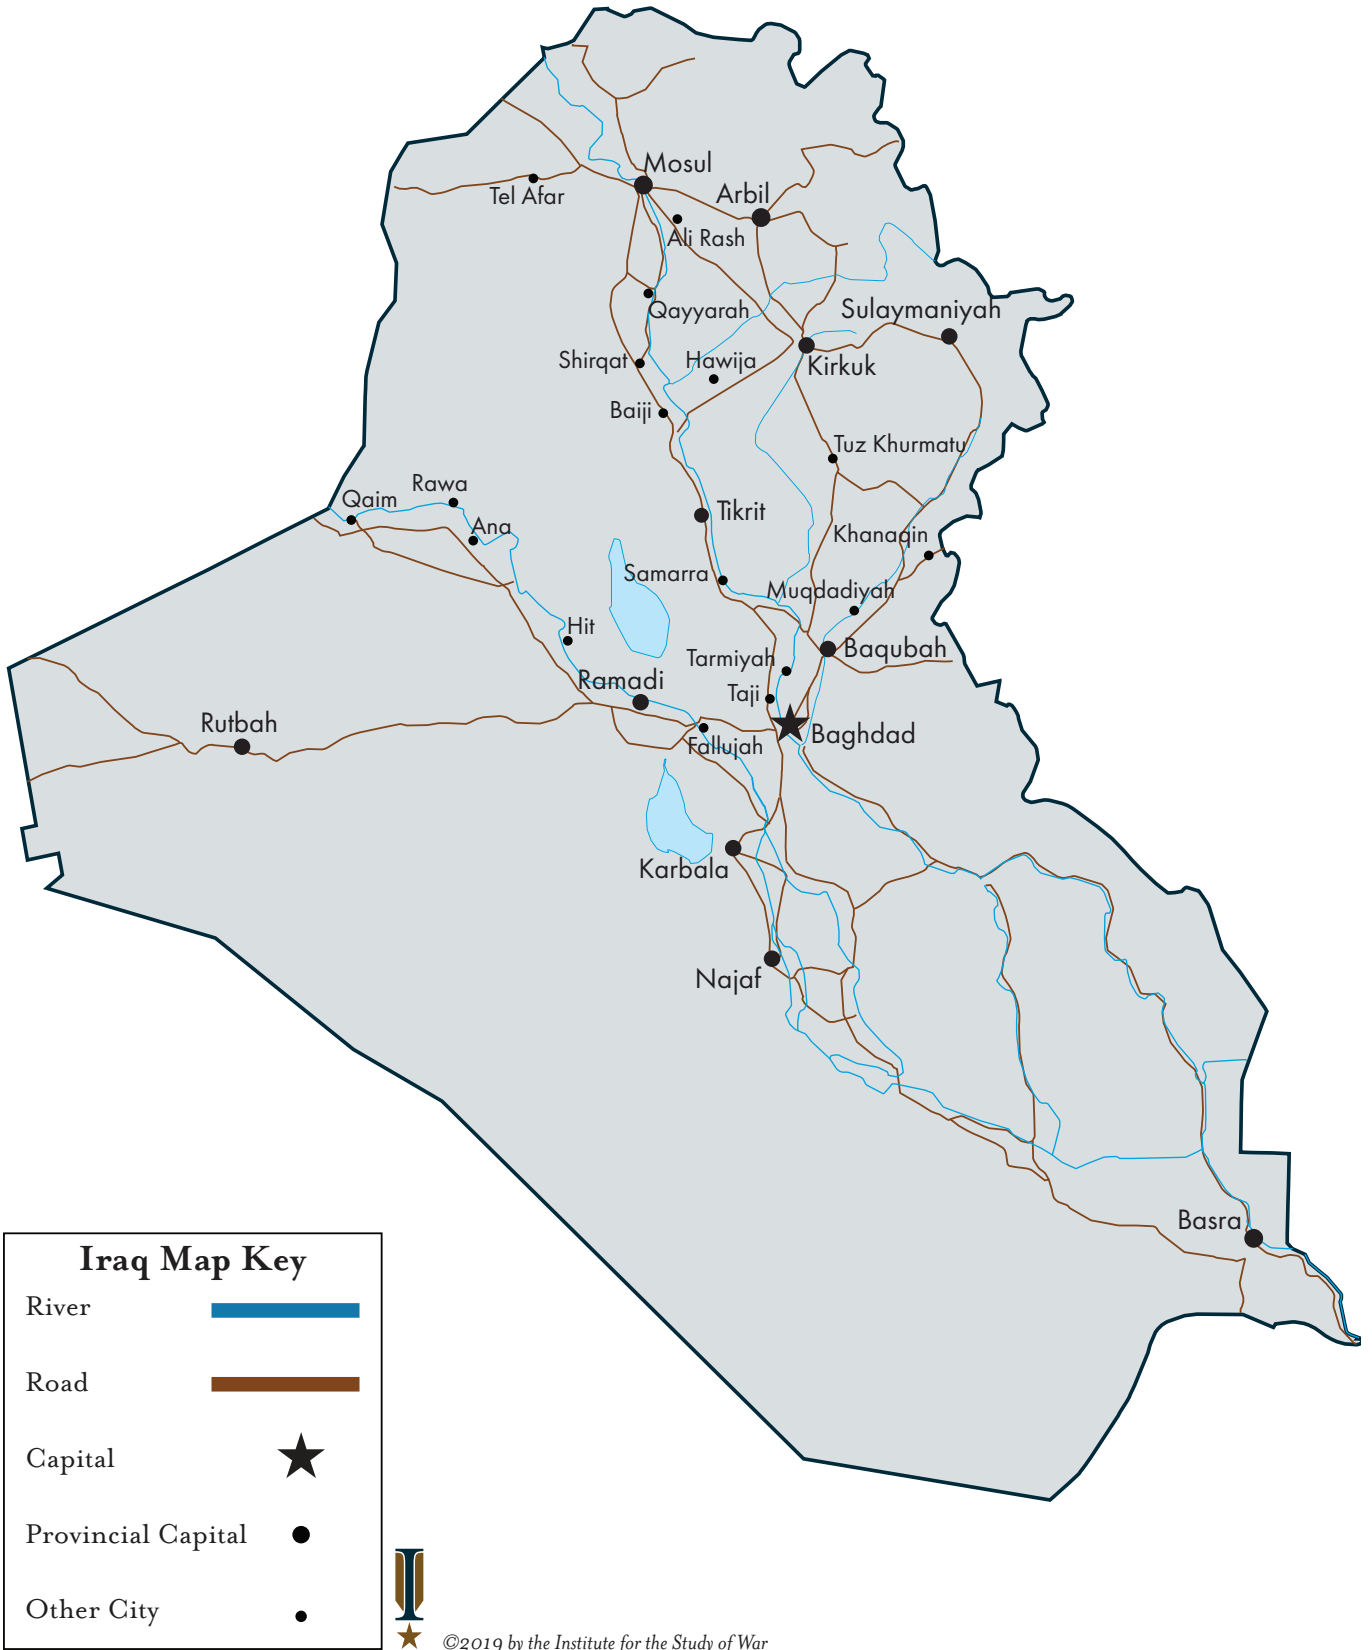 Mosul
Tel Afar
Arbil
Ali Rash
Qayyarah
Sulaymaniyah
Shirqat
Hawija
Kirkuk
Baiji
Tuz Khurmatu
Rawa
Qaim
Ana
Tikrit
Khanaqin
Samarra
Muqdadiyah
Hit
Baqubah
Tarmiyah
Ramadi
Taji
Rutbah
Baghdad
Fallujah
Karbala
Najaf
Basra
Iraq Map Key
River
Road
Capital
Provincial Capital
Other City
©2019 by the Institute for the Study of War